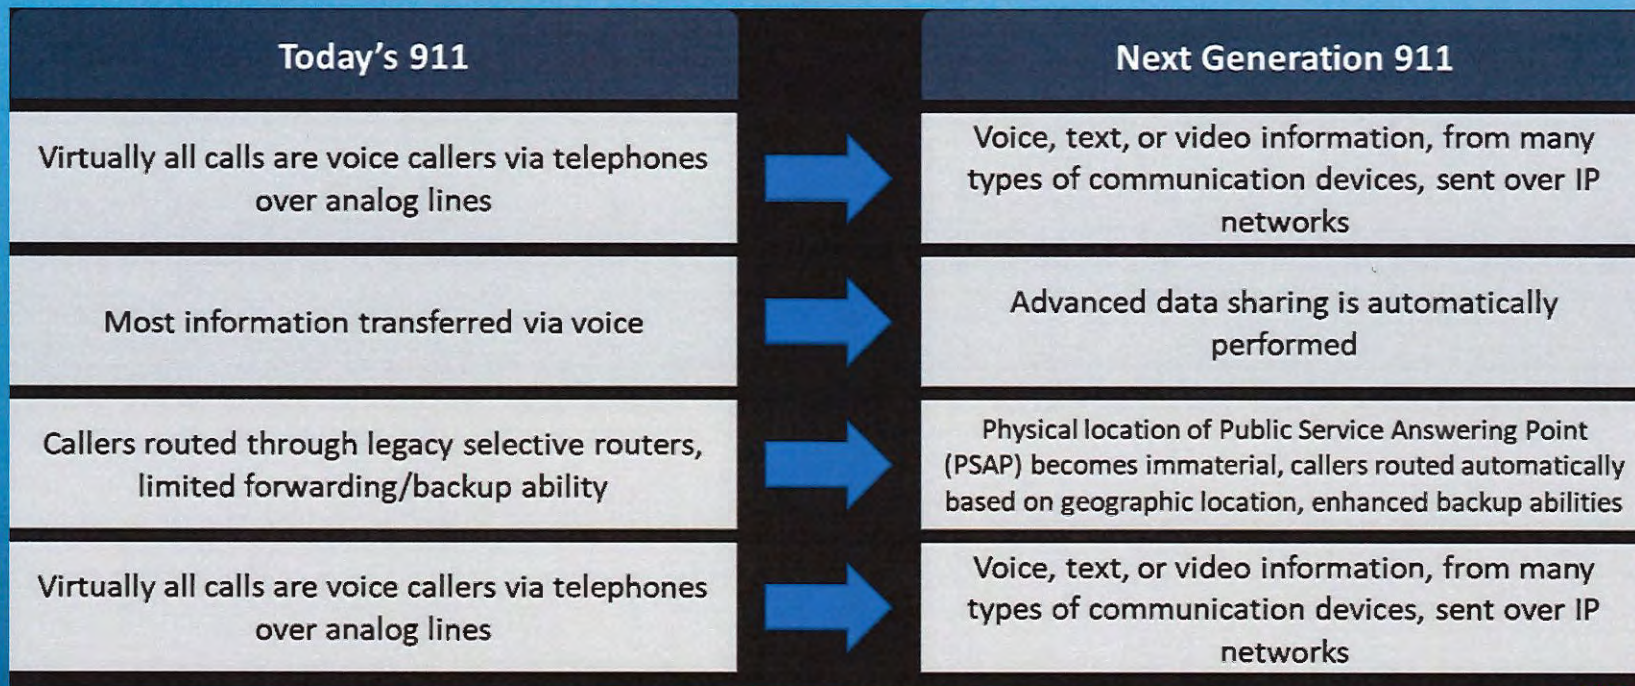 Today's 911
Next Generation 911
Virtually all calls are voice callers via telephones
over analog lines
Voice, text, or video information, from many
types of communication devices, sent over IP
networks
Most information transferred via voice
Advanced data sharing is automatically
performed
Callers routed through legacy selective routers,
limited forwarding/backup ability
Physical location of Public Service Answering Point
(PSAP) becomes immaterial, callers routed automatically
based on geographic location, enhanced backup abilities
Virtually all calls are voice callers via telephones
over analog lines
Voice, text, or video information, from many
types of communication devices, sent over IP
networks